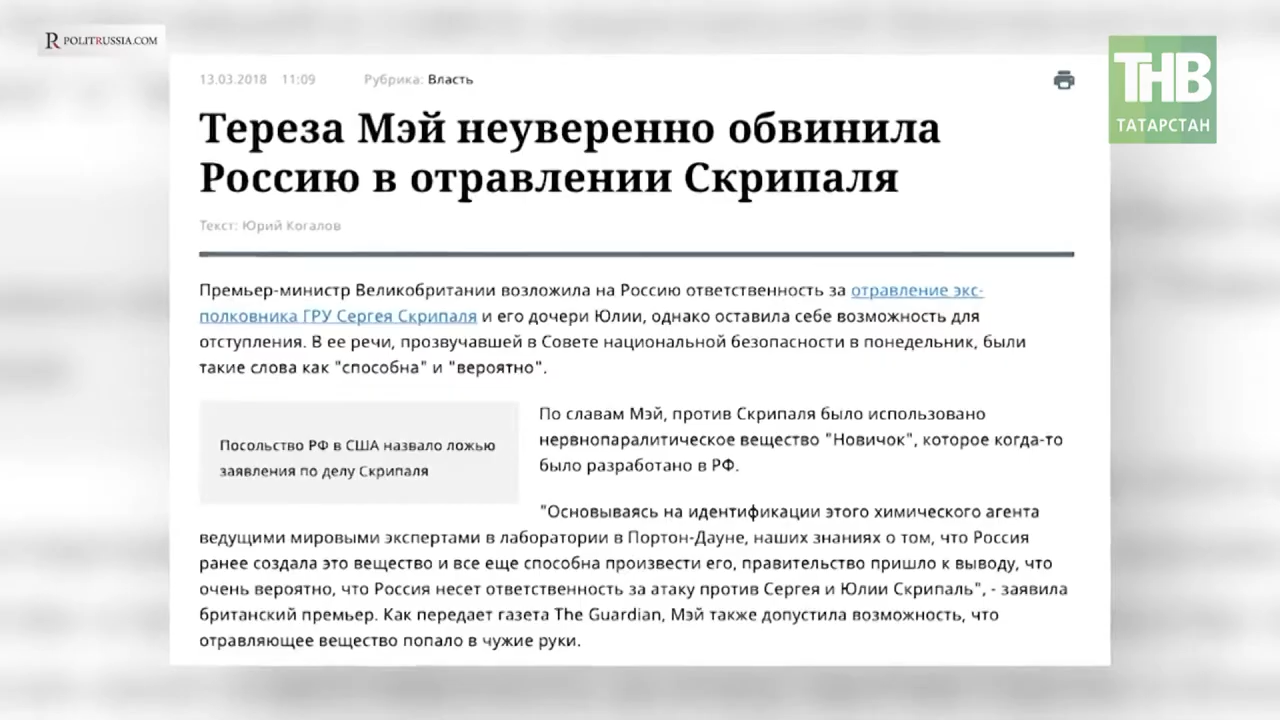 POLITRUSSIA.COM
ТНВ
ТАТАРСТАН
13.03.2018 11:09 Рубрика: Власть
Тереза Мэй неуверенно обвинила
Россию в отравлении Скрипаля
Текст: Юрий Когалов
Премьер-министр Великобритании возложила на Россию ответственность за отравление экс-
полковника ГРУ Сергея Скрипаля и его дочери Юлии, однако оставила себе возможность для
отступления. В ее речи, прозвучавшей в Совете национальной безопасности в понедельник, были
такие слова как "способна" и "вероятно".
Посольство РФ в США назвало ложью
заявления по делу Скрипаля
По славам Мэй, против Скрипаля было использовано
нервнопаралитическое вещество "Новичок", которое когда-то
было разработано в РФ.
"Основываясь на идентификации этого химического агента
ведущими мировыми экспертами в лаборатории в Портон-Дауне, наших знаниях о том, что Россия
ранее создала это вещество и все еще способна произвести его, правительство пришло к выводу, что
очень вероятно, что Россия несет ответственность за атаку против Сергея и Юлии Скрипаль", - заявила
британский премьер. Как передает газета The Guardian, Мэй также допустила возможность, что
отравляющее вещество попало в чужие руки.